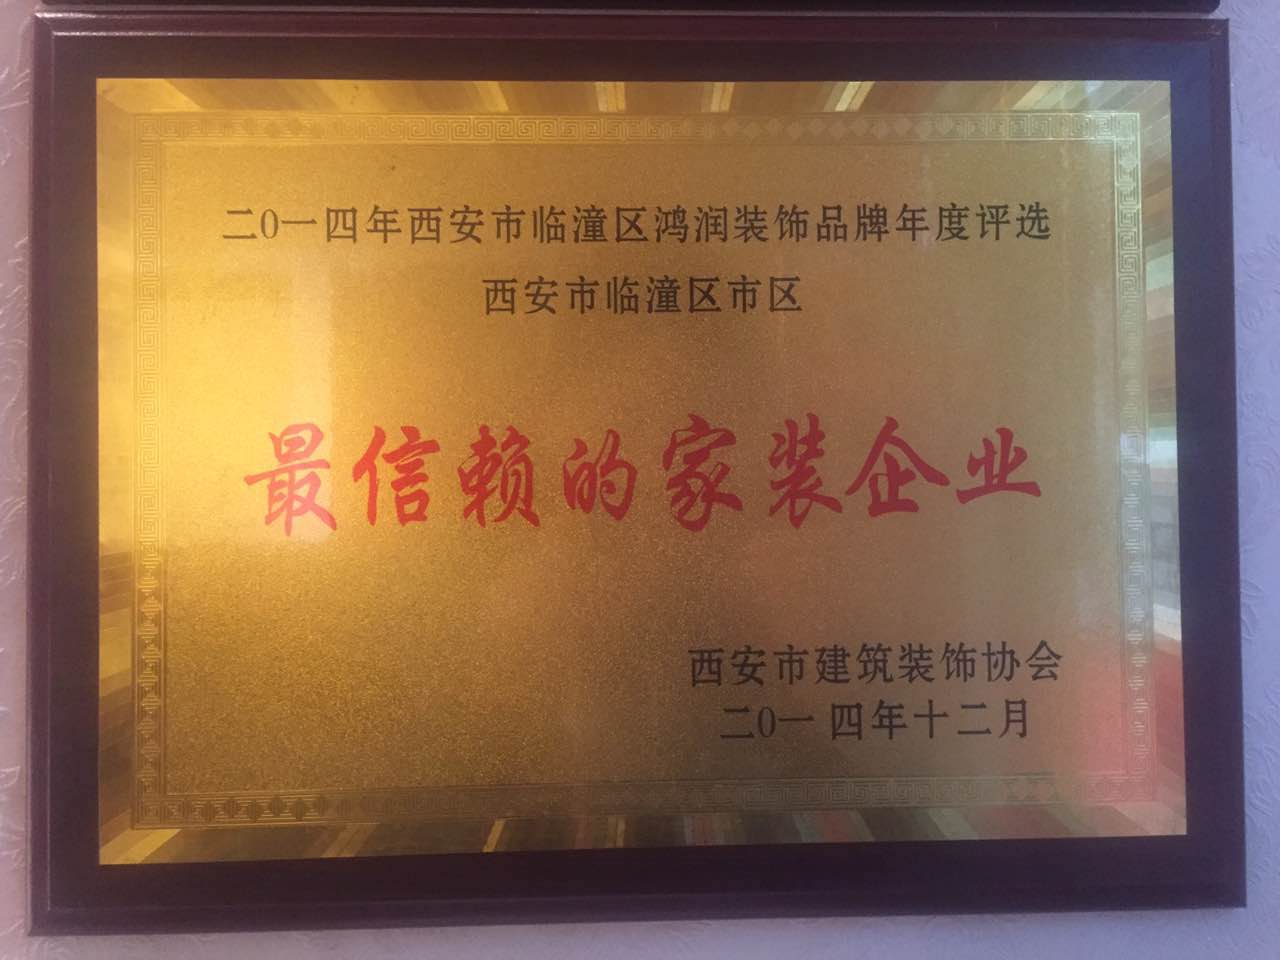 二0一四年西安市临潼区鸿润装饰品牌年度评选
西安市临潼区市区
最信赖的家装企业
西安市建筑装饰协会
二0一四年十二月